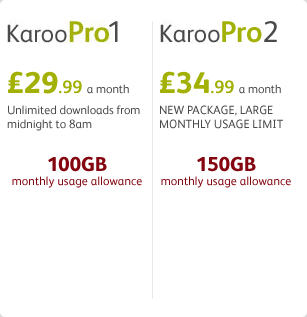 KarooPro1
£29.99 a month
Unlimited downloads from
midnight to 8am
100GB
monthly usage allowance
KarooPro2
£34.99 a month
NEW PACKAGE, LARGE
MONTHLY USAGE LIMIT
150GB
monthly usage allowance